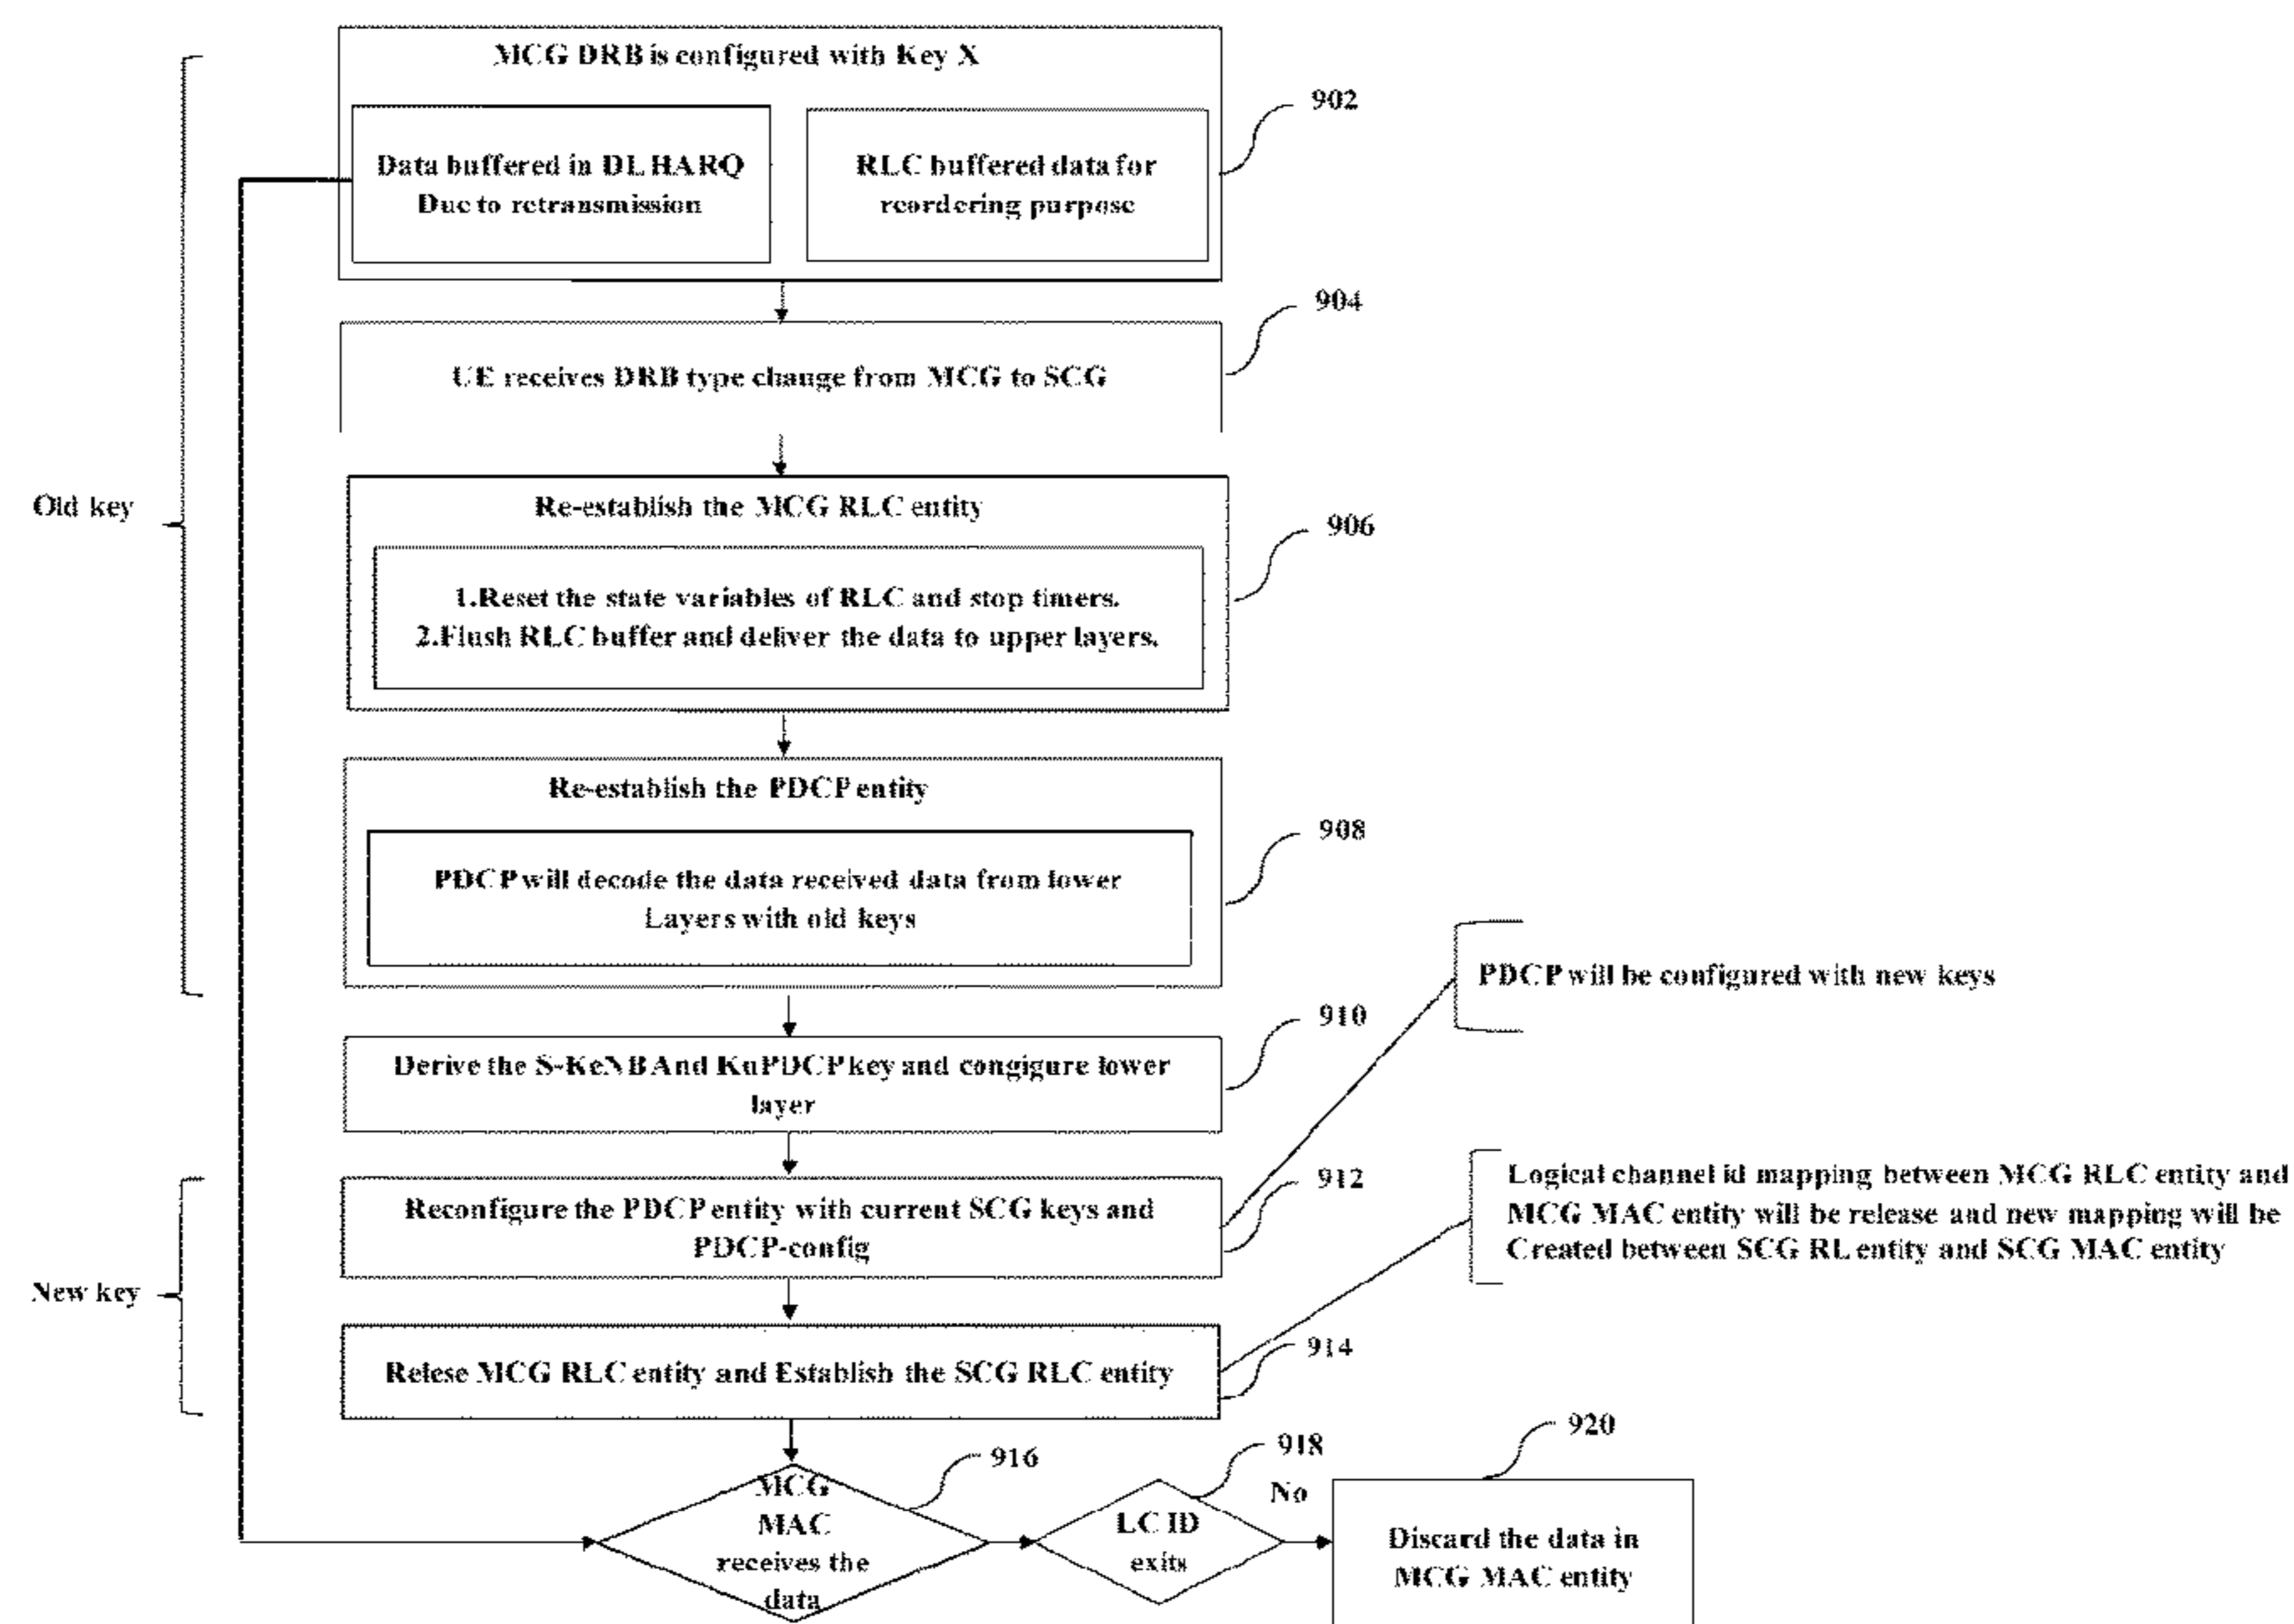 MCG DRB is configured with Key X
902
Data buffered in DL HARQ
Due to retransmission
RLC buffered data for
reordering purpose
904
UE receives DRB type change from MCG to SCG
Old key
Re-establish the MCG RLC entity
906
1.Reset the state variables of RLC and stop timers.
2.Flush RLC buffer and deliver the data to upper layers.
Re-establish the PDCP entity
908
PDCP will decode the data received data from lower
Layers with old keys
PDCP will be configured with new keys
910
Derive the S-KeNB And KuPDCP key and congigure lower
layer
912
Reconfigure the PDCP entity with current SCG keys and
PDCP-config
Logical channel id mapping between MCG RLC entity and
MCG MAC entity will be release and new mapping will be
Created between SCG RL entity and SCG MAC entity
New key
914
Relese MCG RLC entity and Establish the SCG RLC entity
916
MCG
MAC
receives the
data
918
LC ID
exits
No
920
Discard the data in
MCG MAC entity